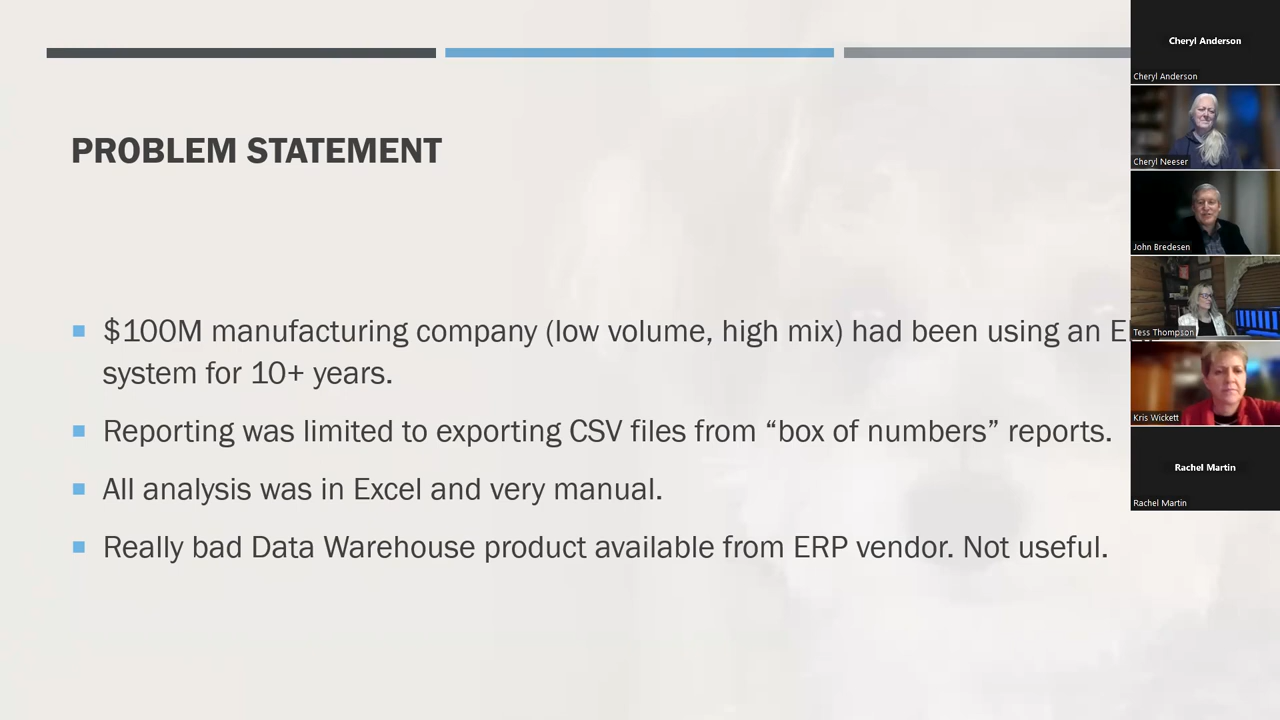 PROBLEM STATEMENT
$100M manufacturing company (low volume, high mix) had been using an
system for 10+ years.
Reporting was limited to exporting CSV files from “box of numbers” reports.
All analysis was in Excel and very manual.
Really bad Data Warehouse product available from ERP vendor. Not useful.
Cheryl Anderson
Cheryl Anderson
Cheryl Neeser
John Bredesen
Tess Thompson
Kris Wickett
Rachel Martin
Rachel Martin